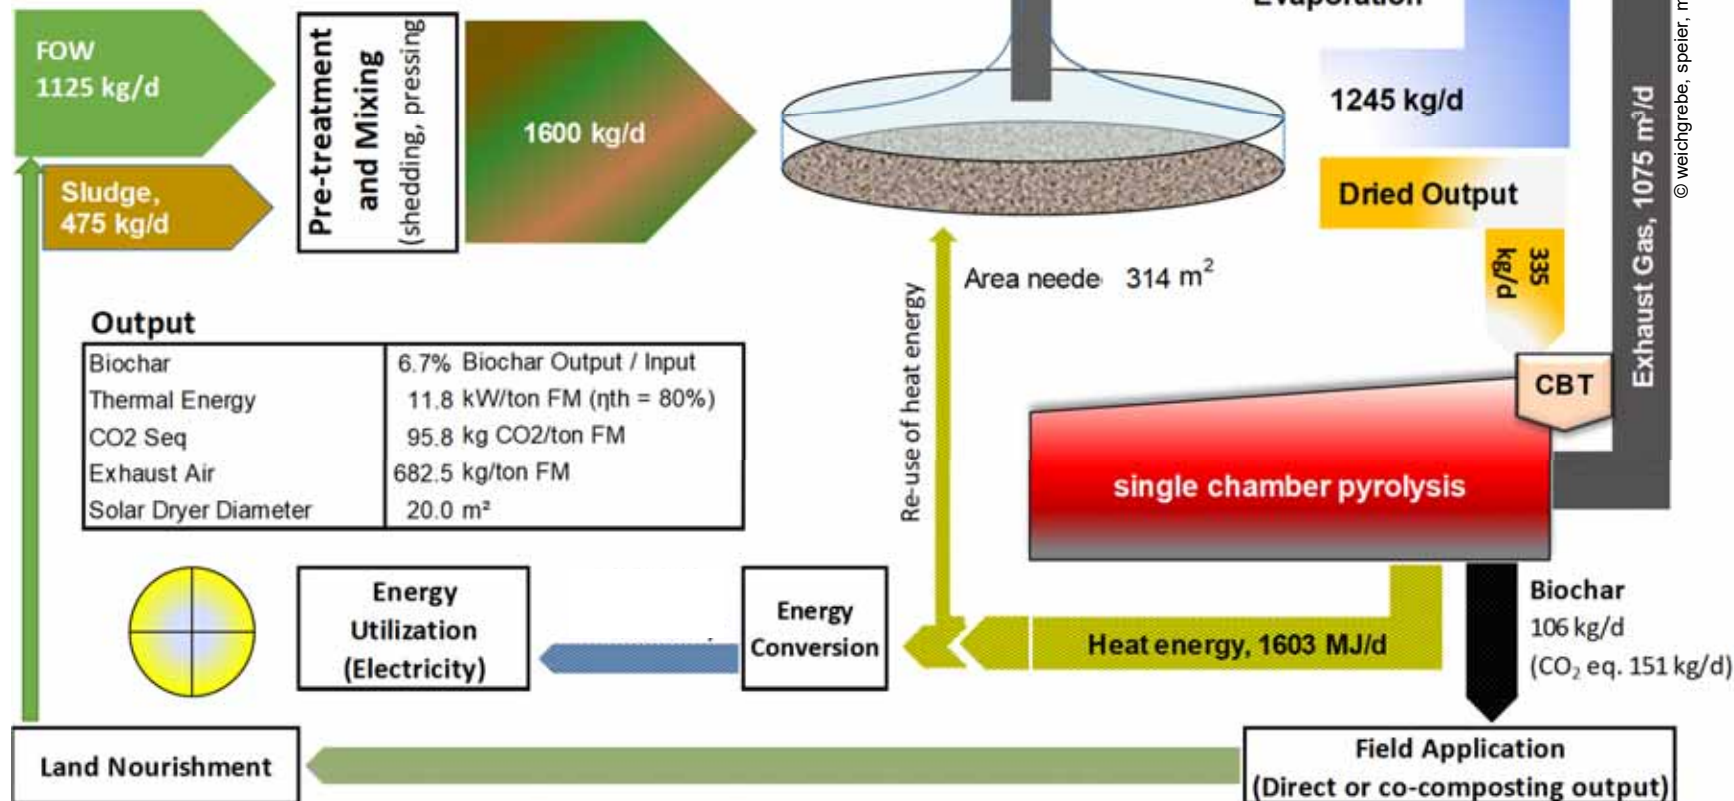 Evaporation
FOW
1125 kg/d
Sludge,
475 kg/d
Pre-treatment
and Mixing
(shedding, pressing
1600 kg/d
1245 kg/d
Dried Output
335
kg/d
Exhaust Gas, 1075 m³/d
© weichgrebe, speier, m
Area neede 314 m²
Re-use of heat energy
CBT
single chamber pyrolysis
Output
Biochar 6.7% Biochar Output / Input
Thermal Energy 11.8 kW/ton FM (ηth = 80%)
CO2 Seq 95.8 kg CO2/ton FM
Exhaust Air 682.5 kg/ton FM
Solar Dryer Diameter 20.0 m²
Energy
Utilization
(Electricity)
Energy
Conversion
Heat energy, 1603 MJ/d
Biochar
106 kg/d
(CO₂ eq. 151 kg/d)
Land Nourishment
Field Application
(Direct or co-composting output)